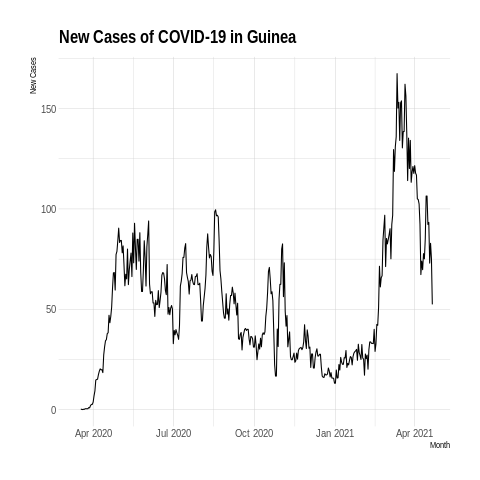 New Cases of COVID-19 in Guinea
New Cases
150
100
50
0
Apr 2020 Jul 2020 Oct 2020 Jan 2021 Apr 2021
Month